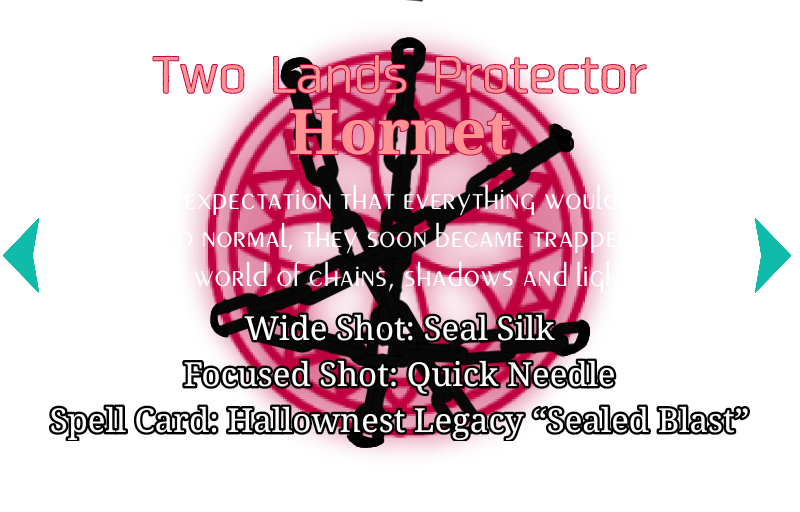 Two Lands Protector
Hornet
EXPECTATION THAT EVERYTHING WOULD
NORMAL, THEY SOON BECAME TRAPPED
WORLD OF CHAINS, SHADOWS AND LIGHT
Wide Shot: Seal Silk
Focused Shot: Quick Needle
Spell Card: Hallownest Legacy “Sealed Blast”